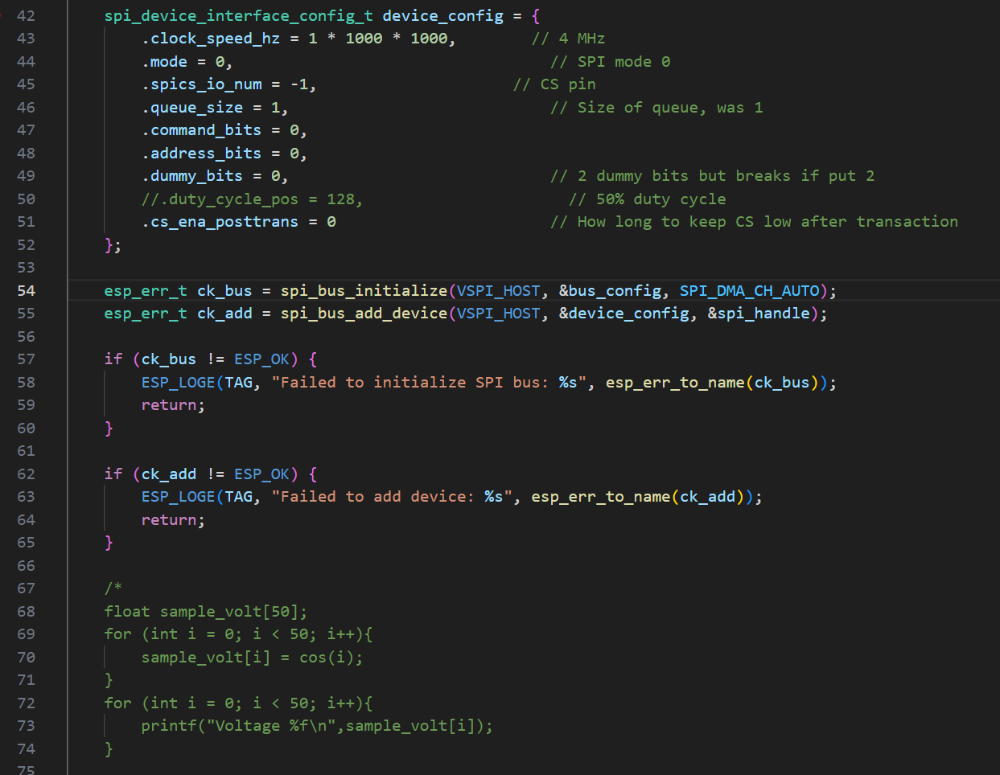 42 spi_device_interface_config_t device_config = {
43 .clock_speed_hz = 1 * 1000 * 1000, // 4 MHz
44 .mode = 0, // SPI mode 0
45 .spics_io_num = -1, // CS pin
46 .queue_size = 1, // Size of queue, was 1
47 .command_bits = 0,
48 .address_bits = 0,
49 .dummy_bits = 0, // 2 dummy bits but breaks if put 2
50 //.duty_cycle_pos = 128, // 50% duty cycle
51 .cs_ena_posttrans = 0 // How long to keep CS low after transaction
52 };
53
54 esp_err_t ck_bus = spi_bus_initialize(VSPI_HOST, &bus_config, SPI_DMA_CH_AUTO);
55 esp_err_t ck_add = spi_bus_add_device(VSPI_HOST, &device_config, &spi_handle);
56
57 if (ck_bus != ESP_OK) {
58 ESP_LOGE(TAG, "Failed to initialize SPI bus: %s", esp_err_to_name(ck_bus));
59 return;
60 }
61
62 if (ck_add != ESP_OK) {
63 ESP_LOGE(TAG, "Failed to add device: %s", esp_err_to_name(ck_add));
64 return;
65 }
66
67 /*
68 float sample_volt[50];
69 for (int i = 0; i < 50; i++){
70 sample_volt[i] = cos(i);
71 }
72 for (int i = 0; i < 50; i++){
73 printf("Voltage %f\n",sample_volt[i]);
74 }
75